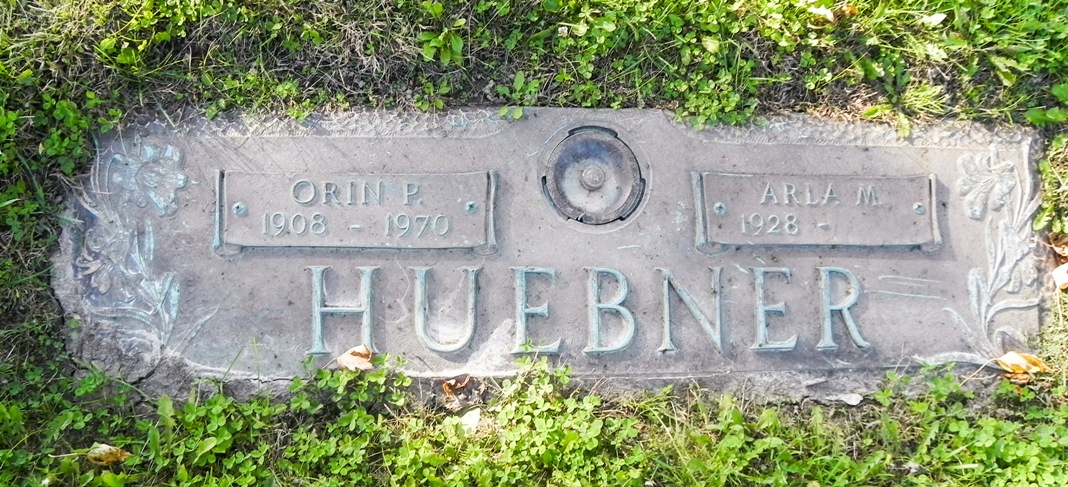 ORIN P.
1908 - 1970
ARLA M.
1928 -
HUEBNER